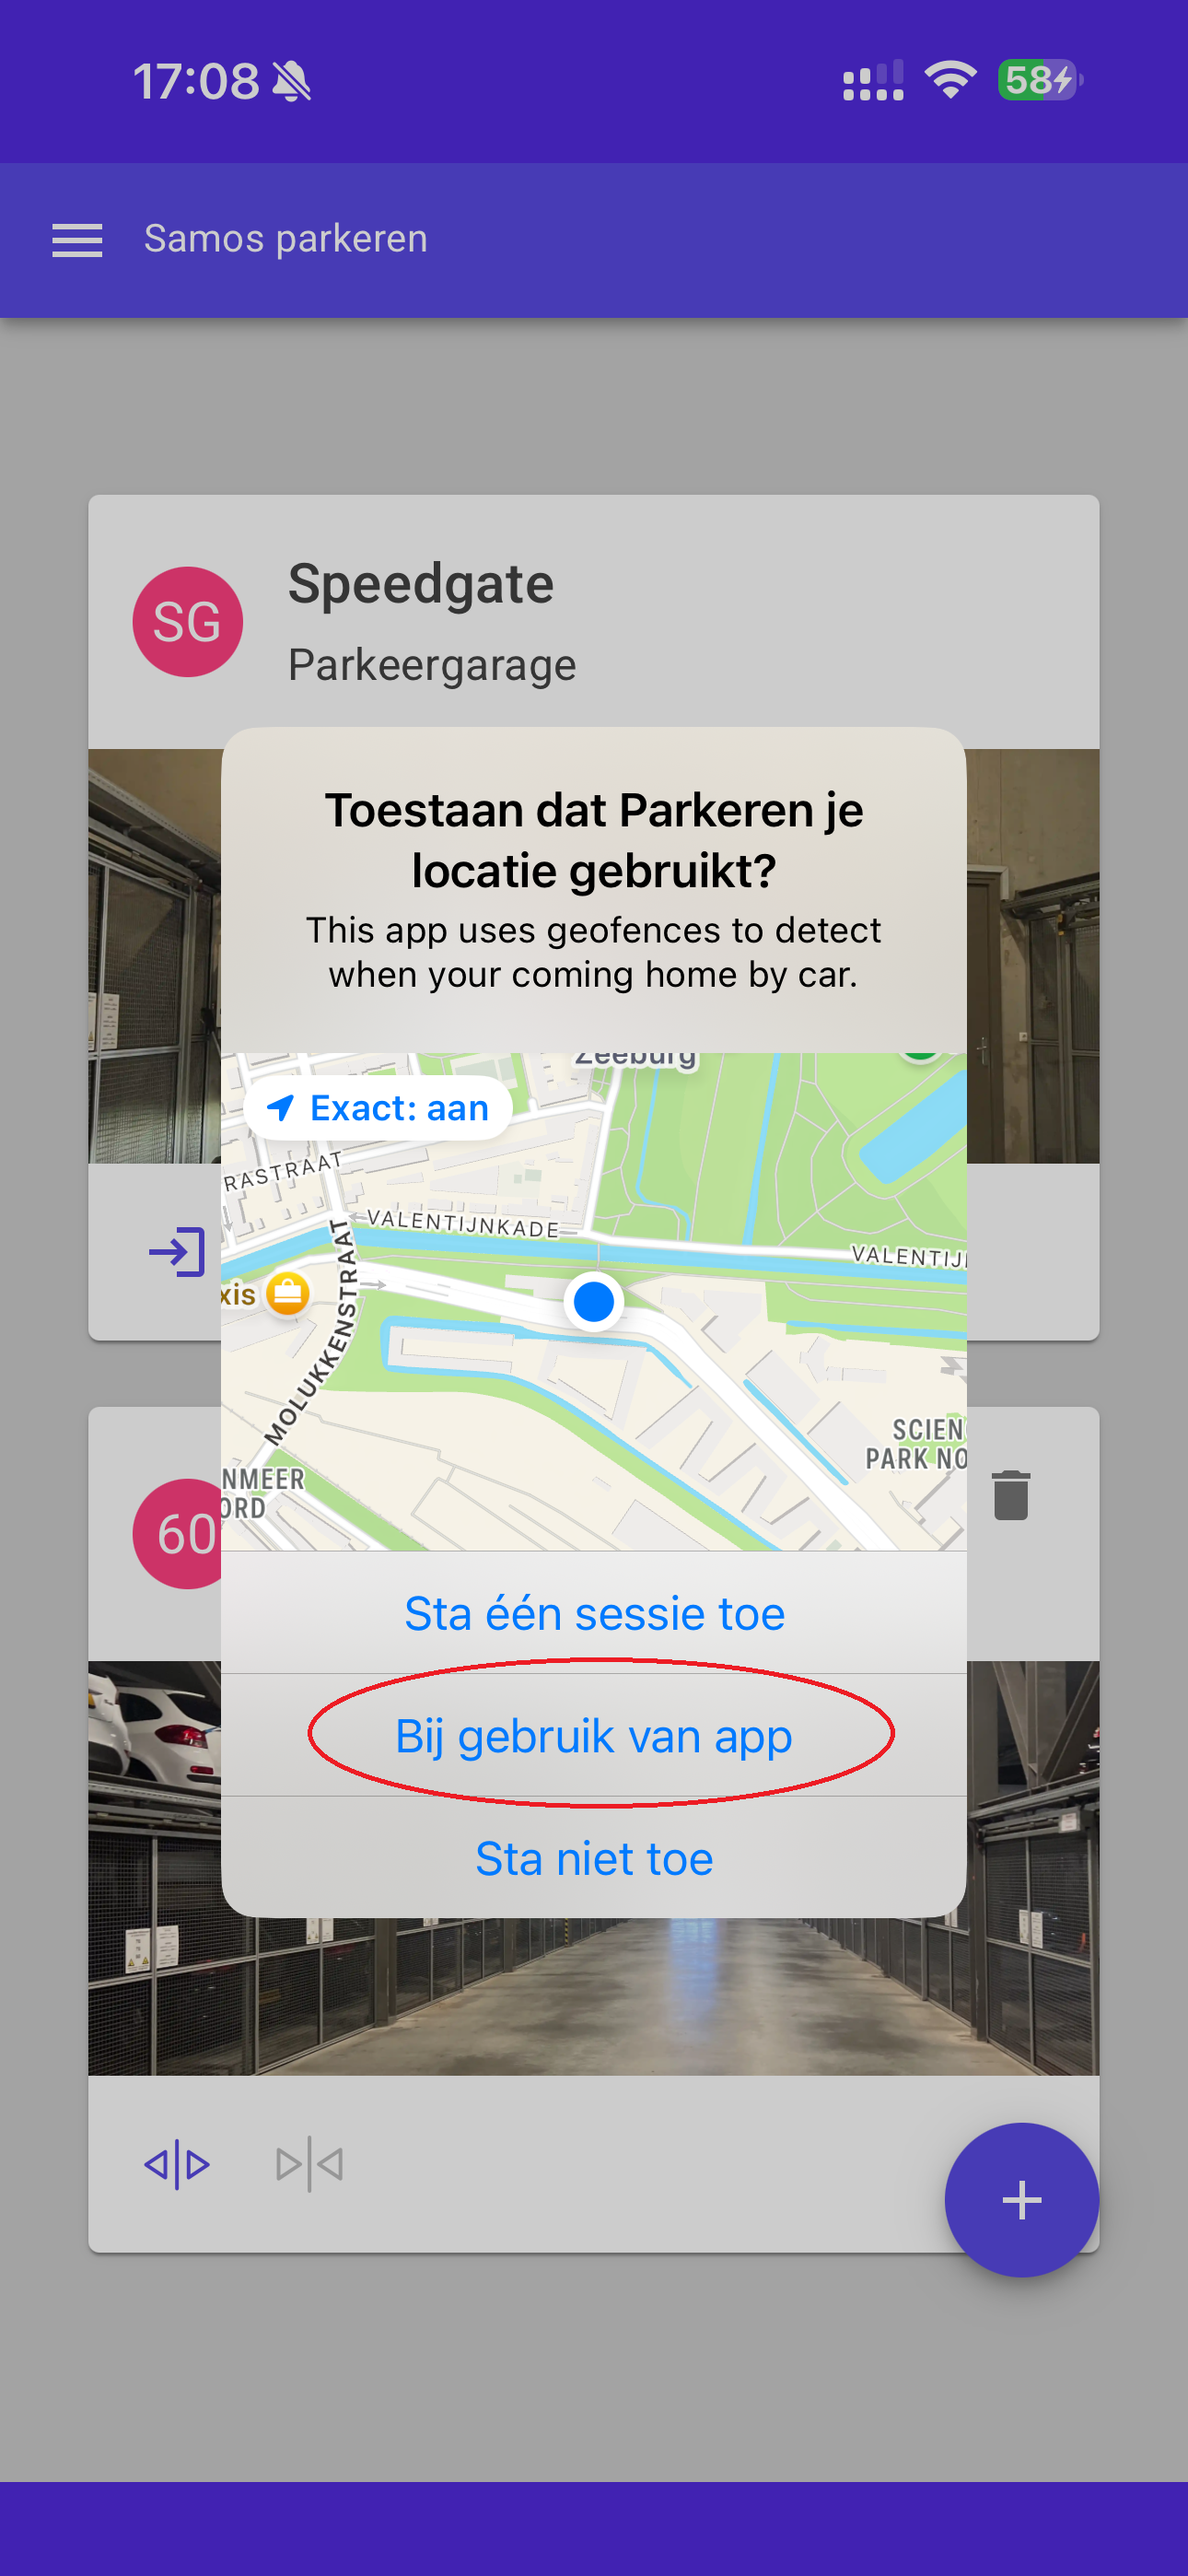 17:08
58
Samos parkeren
SG
Speedgate
Parkeergarage
Toestaan dat Parkeren je
locatie gebruikt?
This app uses geofences to detect
when your coming home by car.
Zeeburg
Exact: aan
RASTRAAT
VALENTIJNKADE
VALENTIJ
xis
MOLUKKENSTRAAT
SCIEN
PARK NO
NMEER
ORD
60
Sta één sessie toe
Bij gebruik van app
Sta niet toe